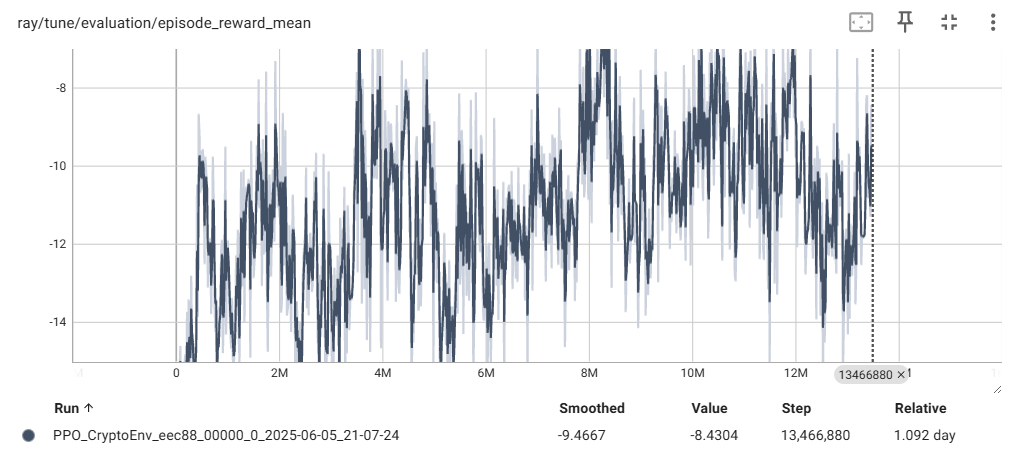 ray/tune/evaluation/episode_reward_mean
-8
-10
-12
-14
0 2M 4M 6M 8M 10M 12M 13466880 ×
Run ↑ Smoothed Value Step Relative
PPO_CryptoEnv_eec88_00000_0_2025-06-05_21-07-24 -9.4667 -8.4304 13,466,880 1.092 day